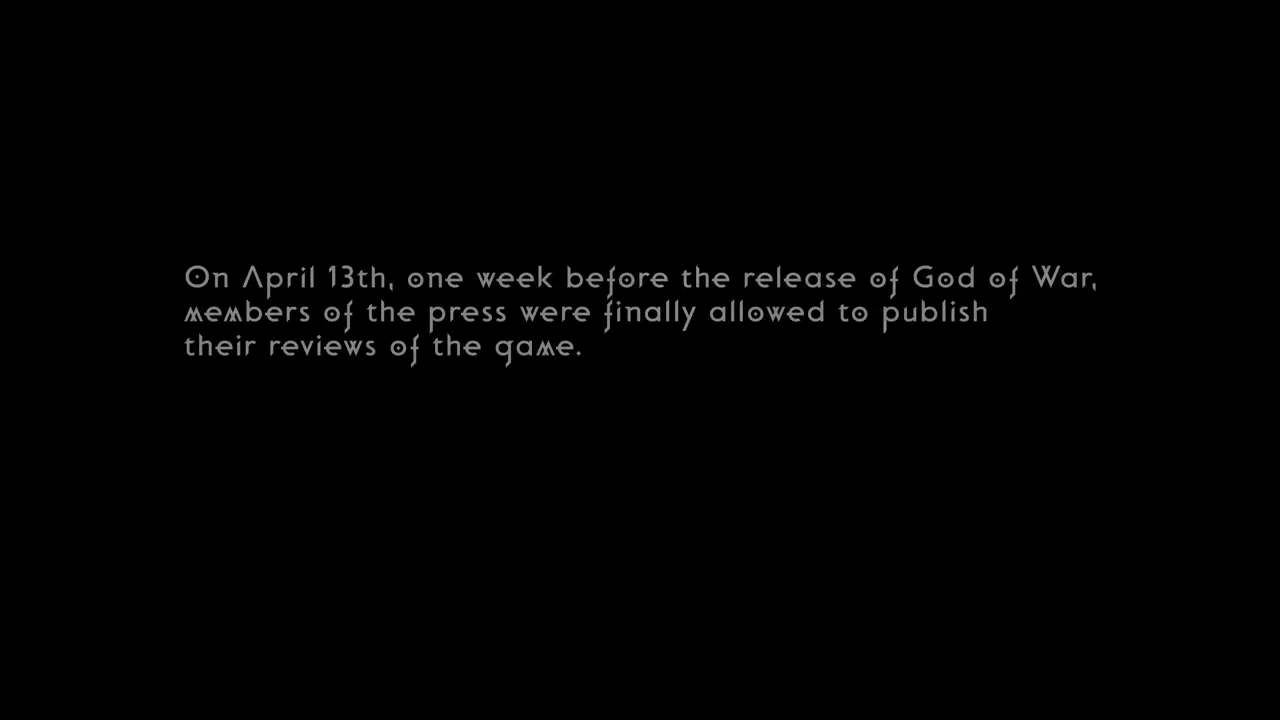 On April 13th, one week before the release of God of War,
members of the press were finally allowed to publish
their reviews of the game.